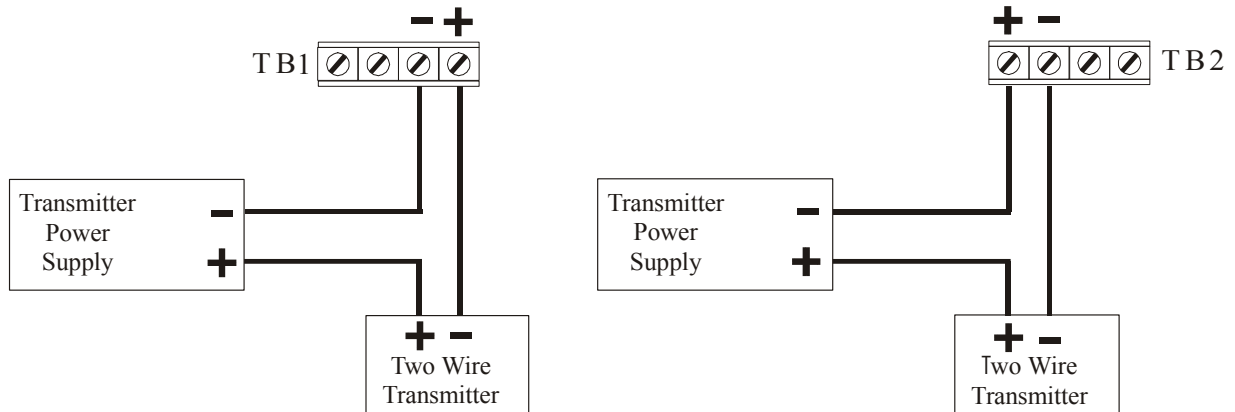 - +
TB1
Transmitter
Power
Supply
-
+
+ -
Two Wire
Transmitter
+ -
TB2
Transmitter
Power
Supply
-
+
+ -
Two Wire
Transmitter